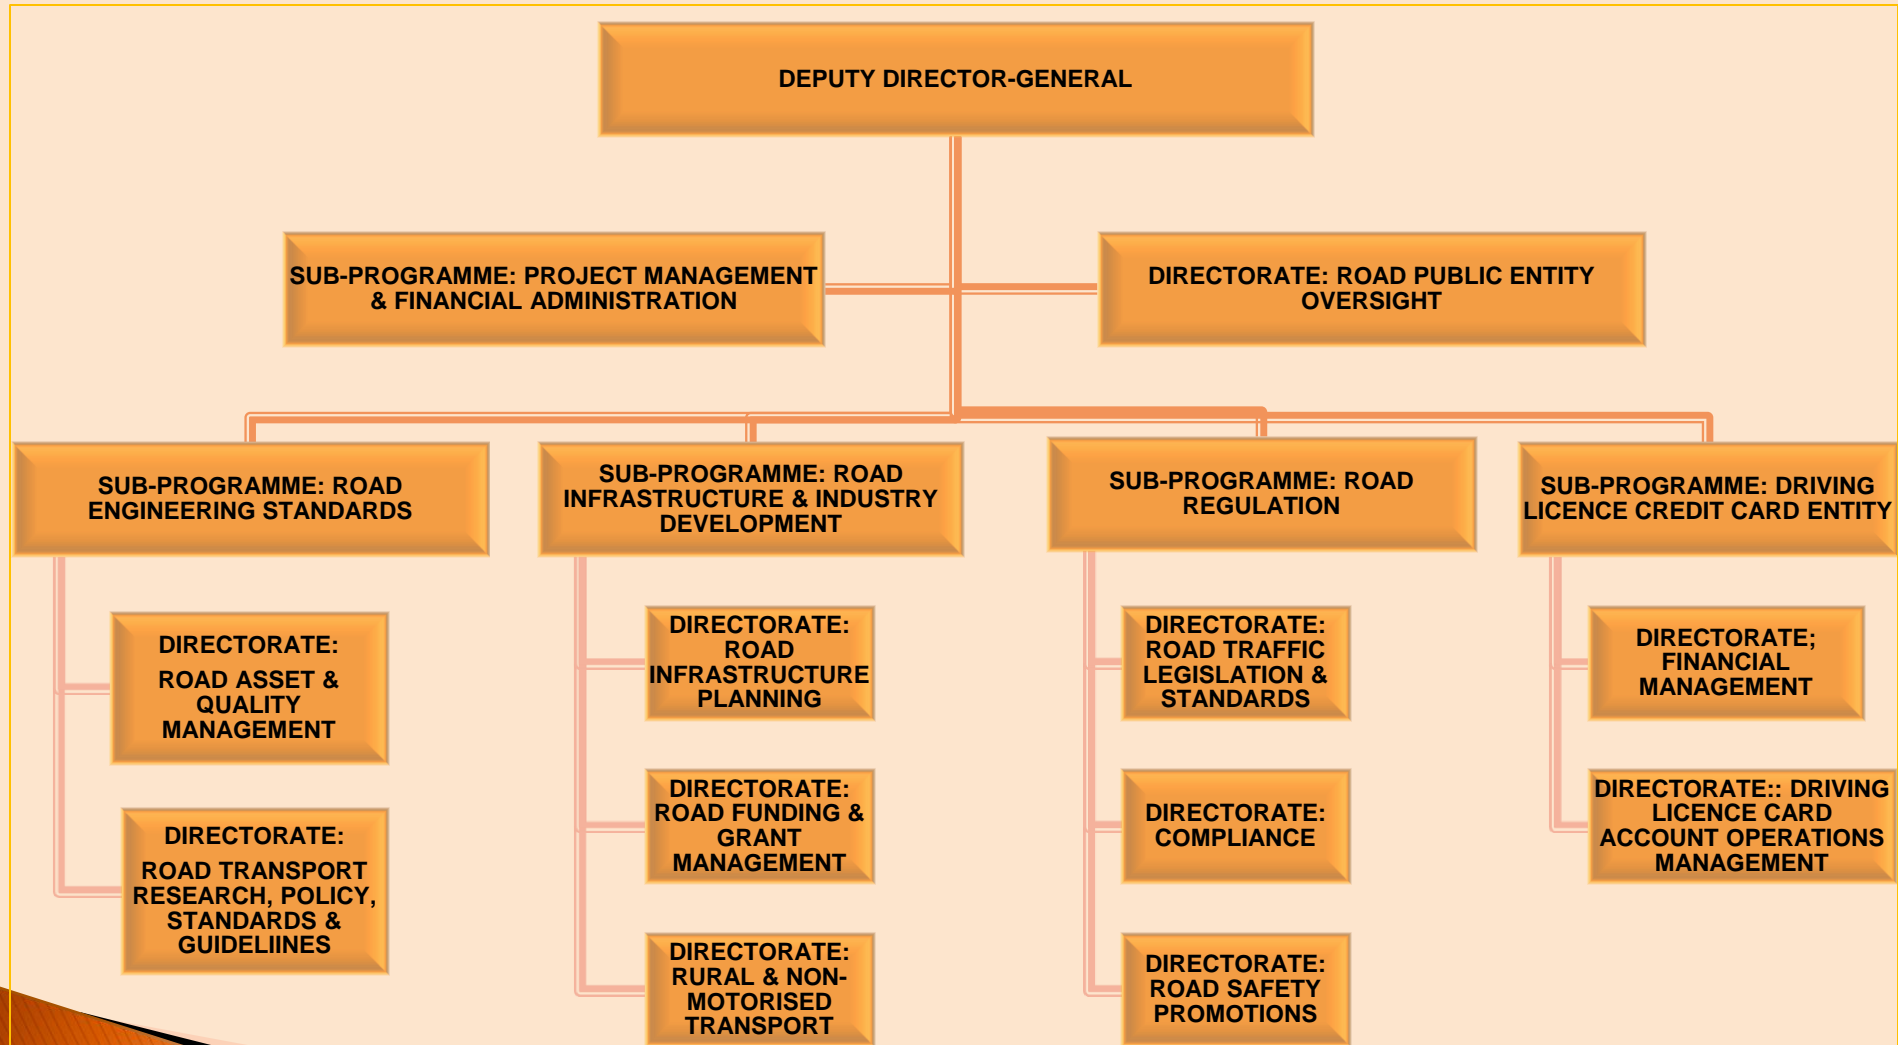 DEPUTY DIRECTOR-GENERAL
SUB-PROGRAMME: PROJECT MANAGEMENT
& FINANCIAL ADMINISTRATION
DIRECTORATE: ROAD PUBLIC ENTITY
OVERSIGHT
SUB-PROGRAMME: ROAD
ENGINEERING STANDARDS
SUB-PROGRAMME: ROAD
INFRASTRUCTURE & INDUSTRY
DEVELOPMENT
SUB-PROGRAMME: ROAD
REGULATION
SUB-PROGRAMME: DRIVING
LICENCE CREDIT CARD ENTITY
DIRECTORATE:
ROAD ASSET &
QUALITY
MANAGEMENT
DIRECTORATE:
ROAD TRANSPORT
RESEARCH, POLICY,
STANDARDS &
GUIDELIINES
DIRECTORATE:
ROAD
INFRASTRUCTURE
PLANNING
DIRECTORATE:
ROAD FUNDING &
GRANT
MANAGEMENT
DIRECTORATE:
RURAL & NON-
MOTORISED
TRANSPORT
DIRECTORATE:
ROAD TRAFFIC
LEGISLATION &
STANDARDS
DIRECTORATE:
COMPLIANCE
DIRECTORATE:
ROAD SAFETY
PROMOTIONS
DIRECTORATE;
FINANCIAL
MANAGEMENT
DIRECTORATE:: DRIVING
LICENCE CARD
ACCOUNT OPERATIONS
MANAGEMENT